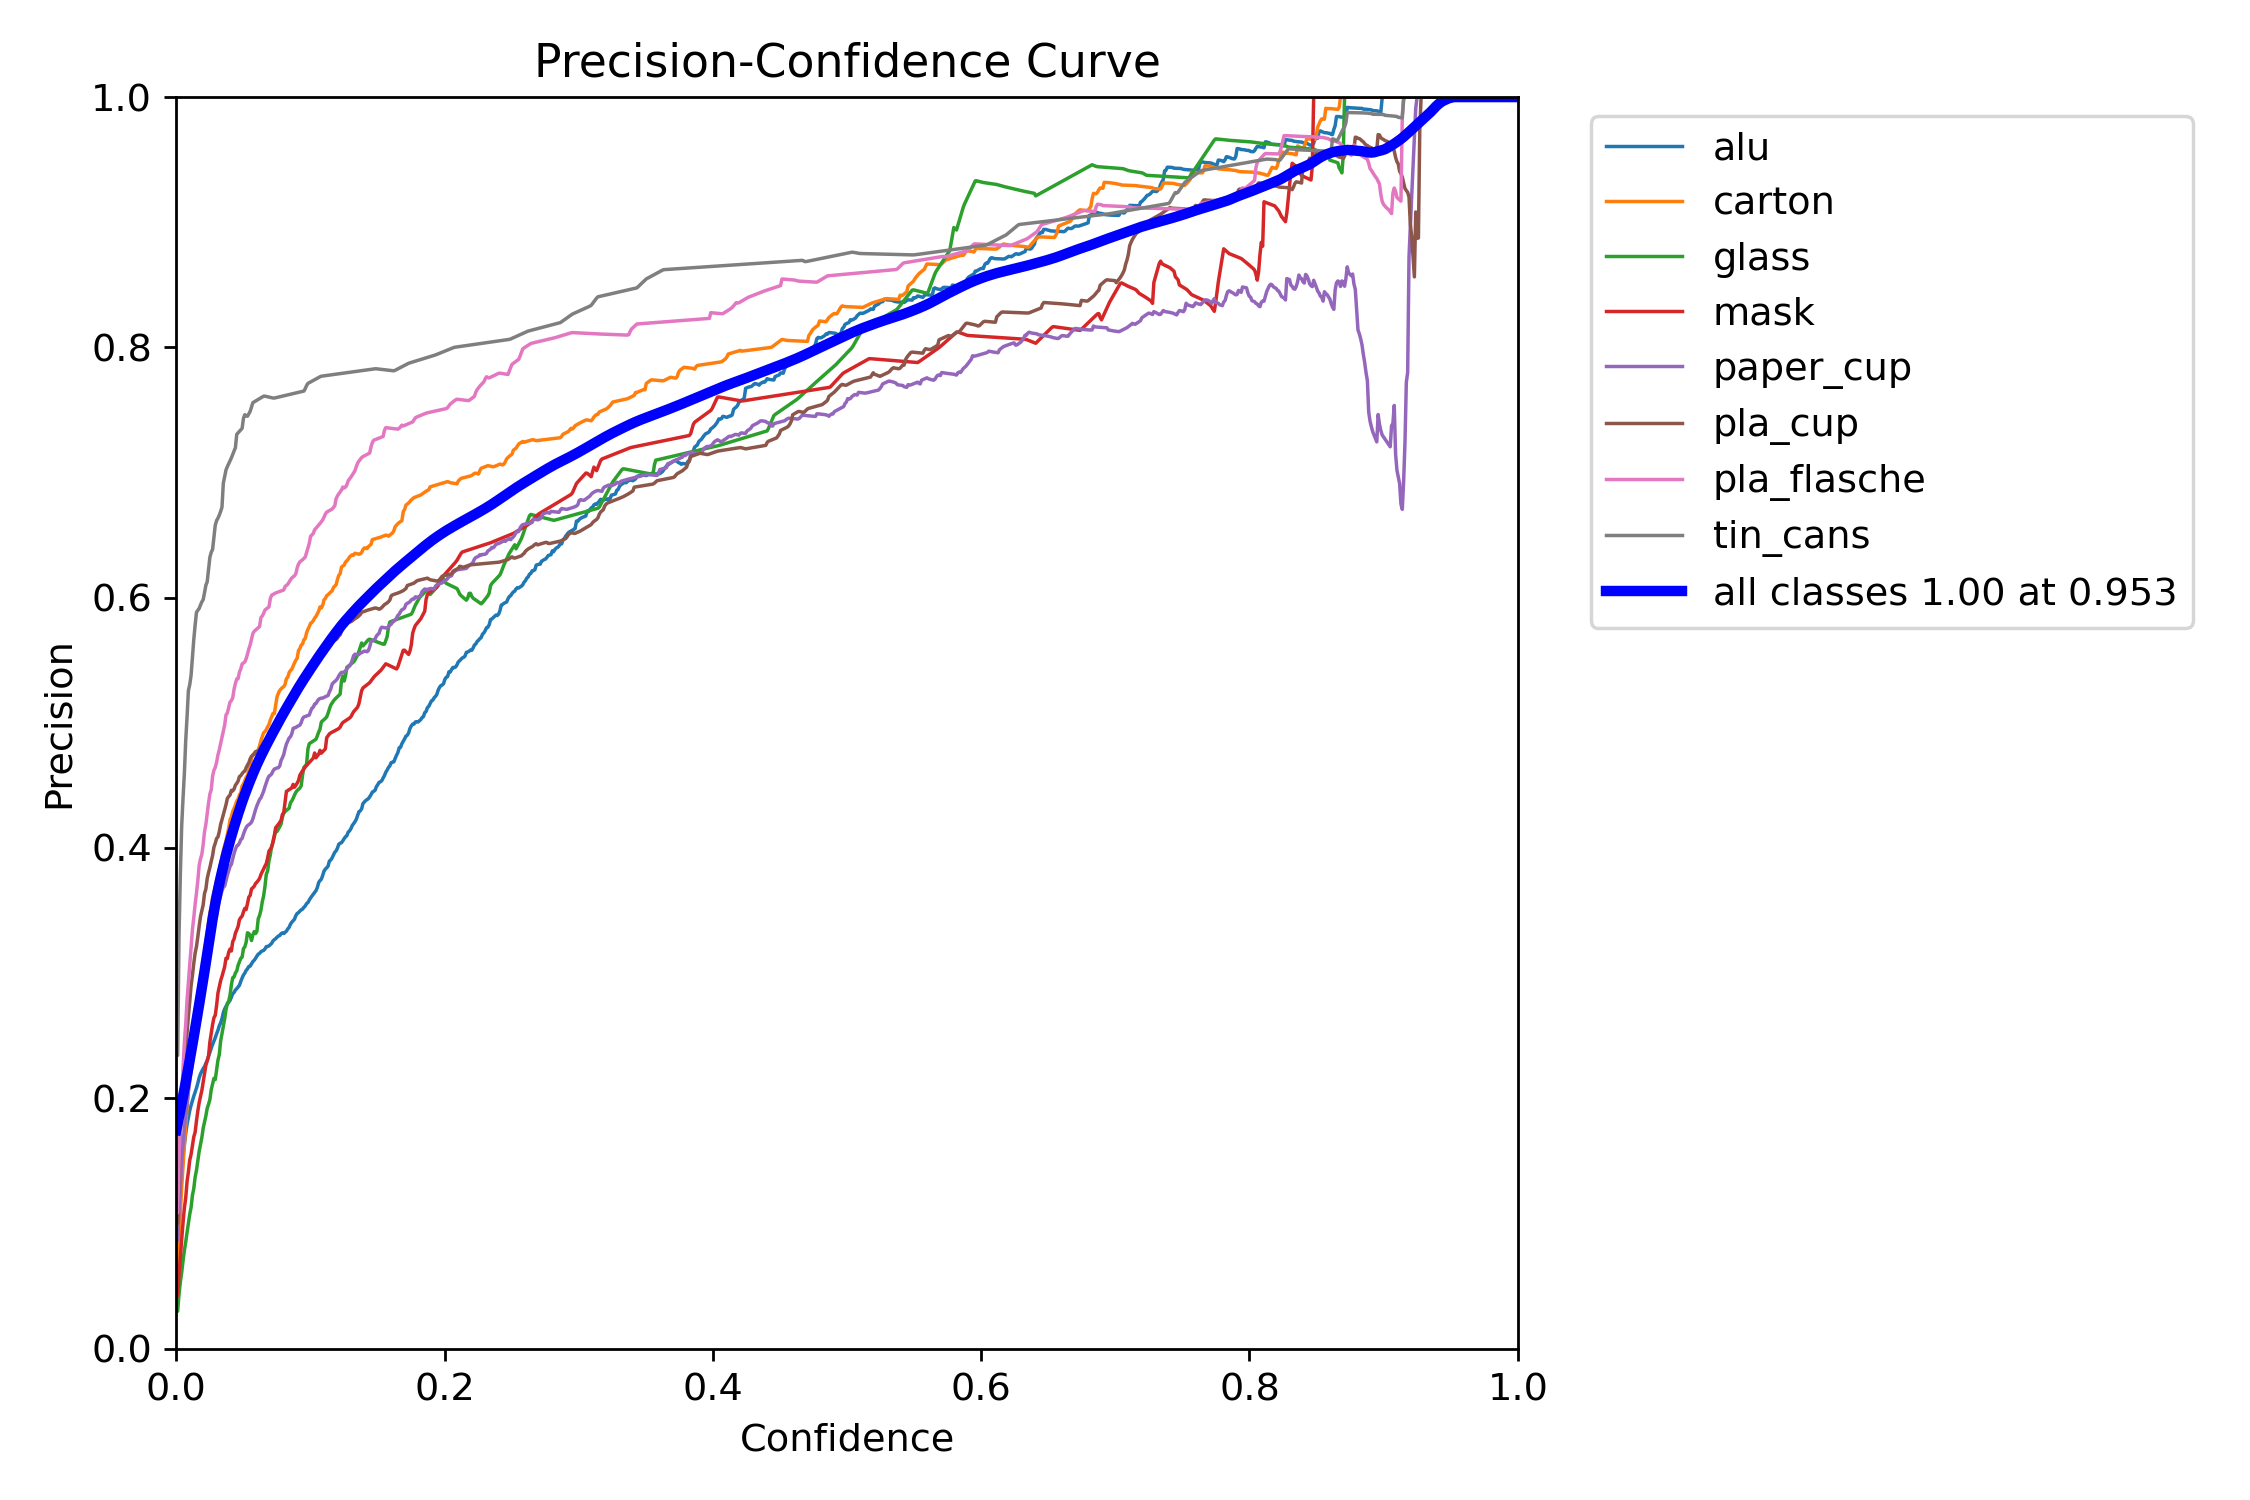 Precision-Confidence Curve
1.0
0.8
0.6
0.4
0.2
0.0
Precision
0.0 0.2 0.4 0.6 0.8 1.0
Confidence
alu
carton
glass
mask
paper_cup
pla_cup
pla_flasche
tin_cans
all classes 1.00 at 0.953